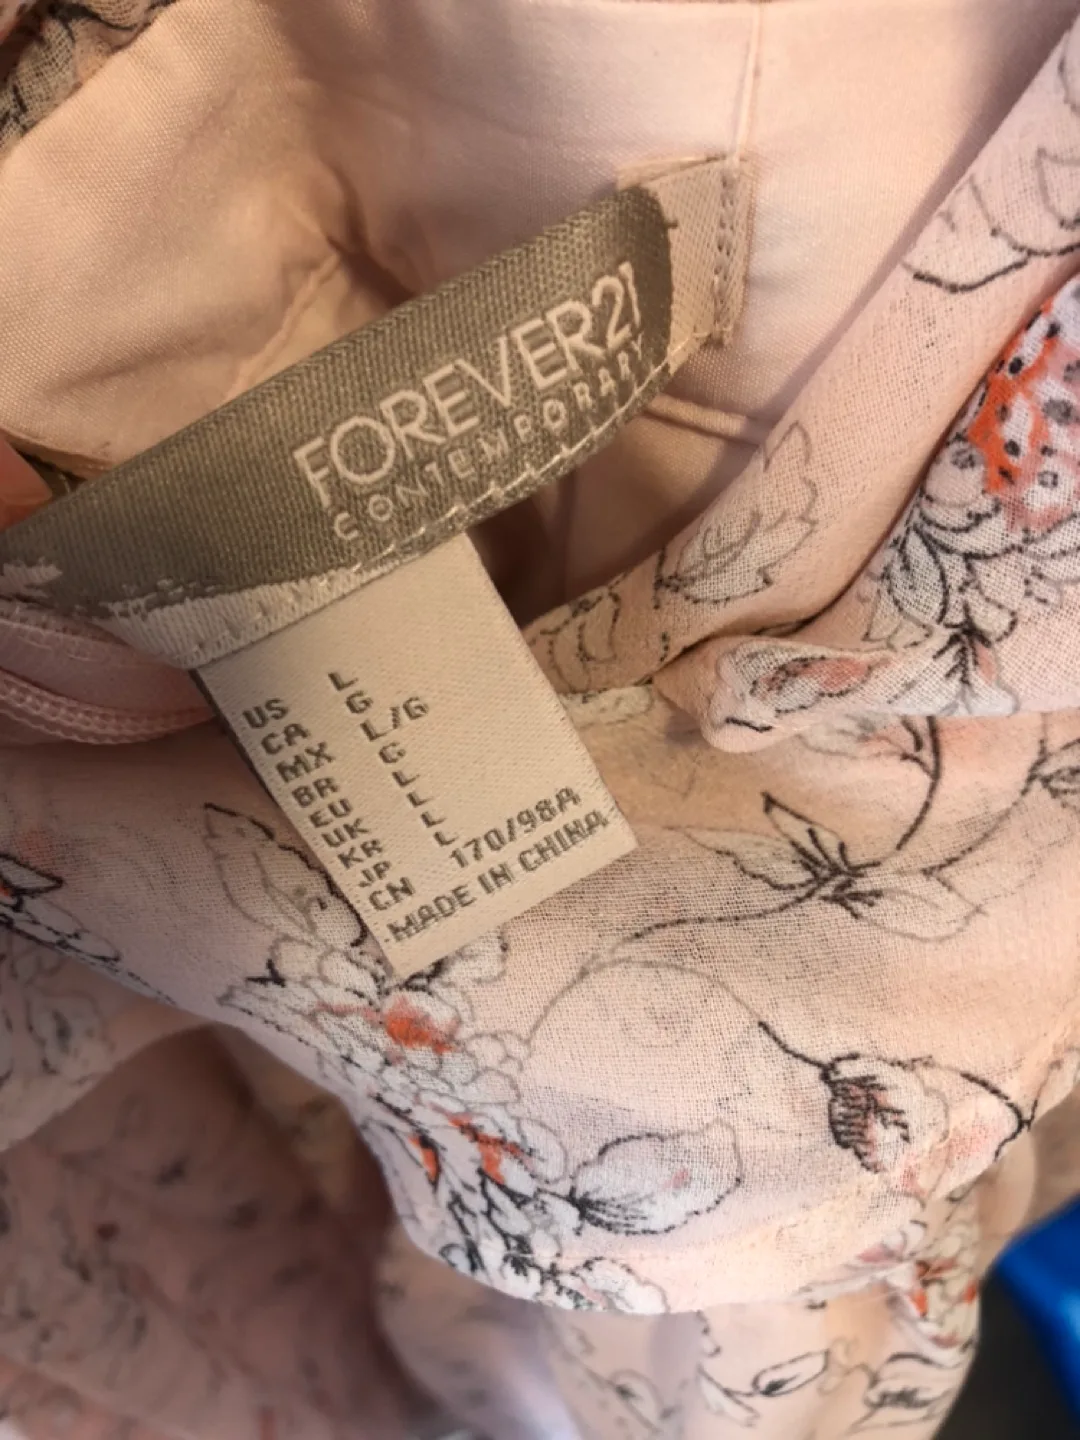 FOREVER21
CONTEMPORARY
US L
CA G
MX L/G
BR G
EU L
UK L
KR L
JP L
CN 170/98A
MADE IN CHINA